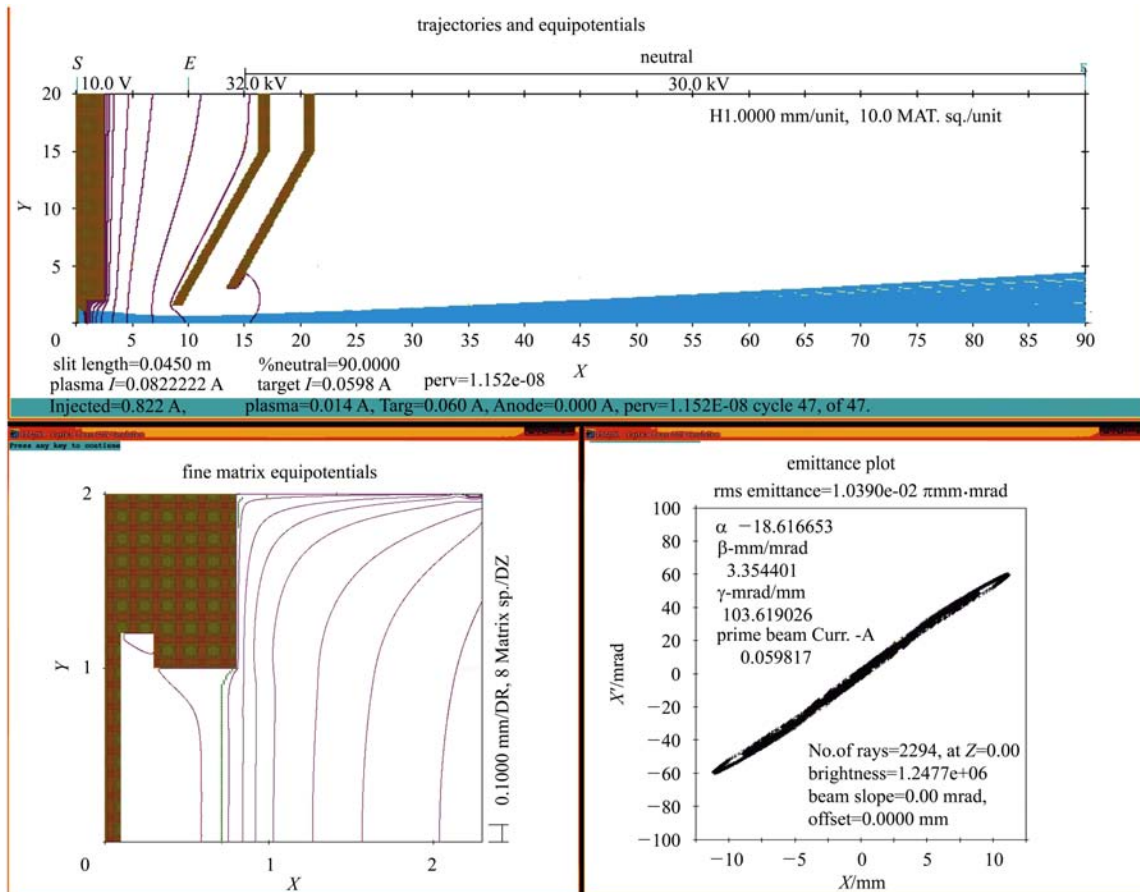 trajectories and equipotentials
neutral
S E
10.0 V 32.0 kV 30.0 kV
H1.0000 mm/unit, 10.0 MAT. sq./unit
20
15
10
5
0
Y
0 5 10 15 20 25 30 35 40 45 50 55 60 65 70 75 80 85 90
X
slit length=0.0450 m %neutral=90.0000
plasma I=0.0822222 A target I=0.0598 A perv=1.152e-08
Injected=0.822 A, plasma=0.014 A, Targ=0.060 A, Anode=0.000 A, perv=1.152E-08 cycle 47, of 47.
Press any key to continue
fine matrix equipotentials
2
1
0
Y
1 2
X
0.1000 mm/DR, 8 Matrix sp./DZ
emittance plot
rms emittance=1.0390e-02 πmm·mrad
α −18.616653
β-mm/mrad
3.354401
γ-mrad/mm
103.619026
prime beam Curr. -A
0.059817
No.of rays=2294, at Z=0.00
brightness=1.2477e+06
beam slope=0.00 mrad,
offset=0.0000 mm
100
80
60
40
20
0
−20
−40
−60
−80
−100
X′/mrad
−10 −5 0 5 10
X/mm